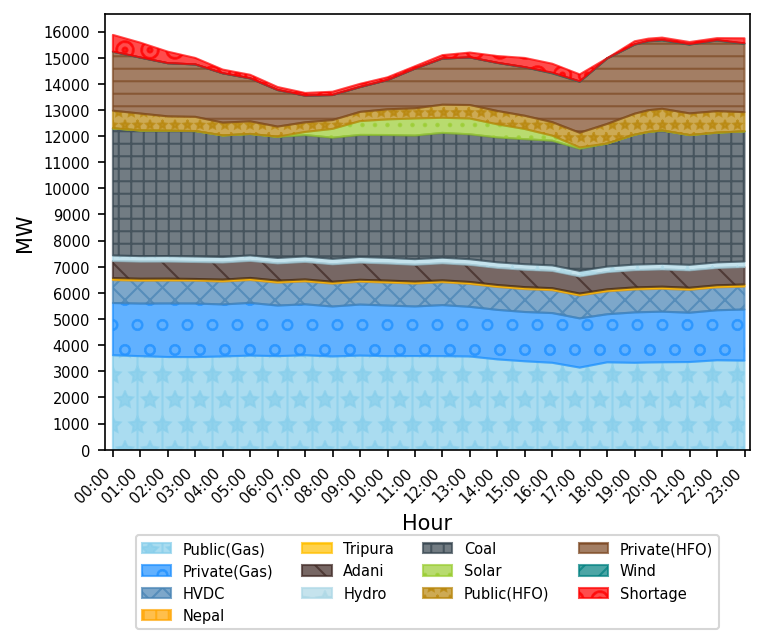 16000
15000
14000
13000
12000
11000
10000
9000
8000
7000
6000
5000
4000
3000
2000
1000
0
MW
00:00 01:00 02:00 03:00 04:00 05:00 06:00 07:00 08:00 09:00 10:00 11:00 12:00 13:00 14:00 15:00 16:00 17:00 18:00 19:00 20:00 21:00 22:00 23:00
Hour
Public(Gas) Tripura Coal Private(HFO)
Private(Gas) Adani Solar Wind
HVDC Hydro Public(HFO) Shortage
Nepal